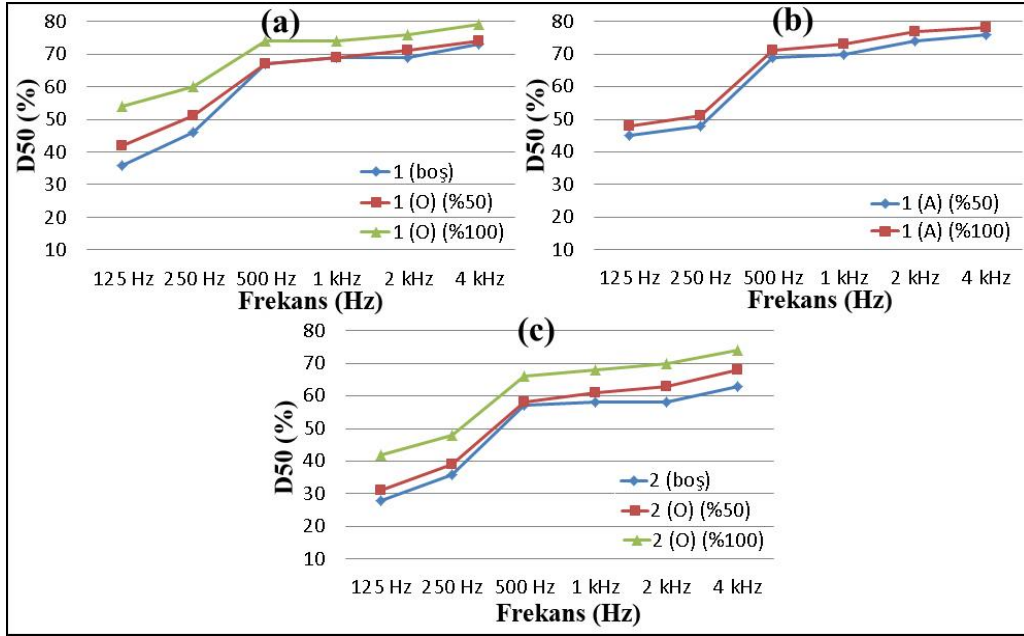 (a)
80
70
60
50
40
30
20
10
D50 (%)
1 (boş)
1 (O) (%50)
1 (O) (%100)
125 Hz 250 Hz 500 Hz 1 kHz 2 kHz 4 kHz
Frekans (Hz)
(b)
80
70
60
50
40
30
20
10
D50 (%)
1 (A) (%50)
1 (A) (%100)
125 Hz 250 Hz 500 Hz 1 kHz 2 kHz 4 kHz
Frekans (Hz)
(c)
80
70
60
50
40
30
20
10
D50 (%)
2 (boş)
2 (O) (%50)
2 (O) (%100)
125 Hz 250 Hz 500 Hz 1 kHz 2 kHz 4 kHz
Frekans (Hz)